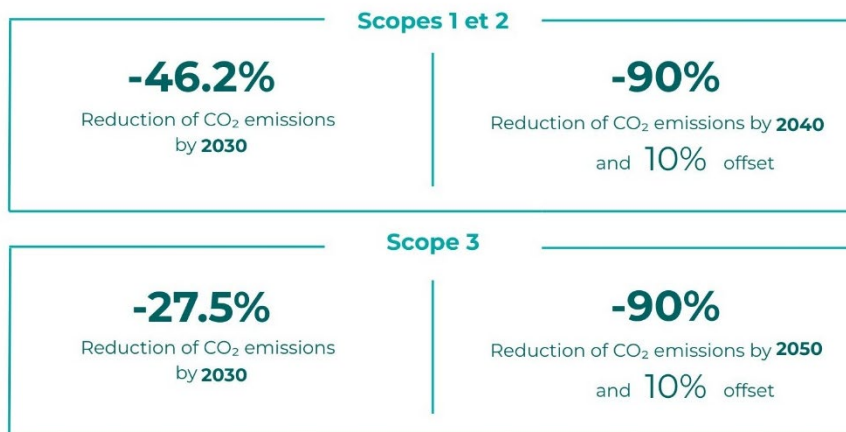 Scopes 1 et 2
-46.2%
Reduction of CO₂ emissions
by 2030
-90%
Reduction of CO₂ emissions by 2040
and 10% offset
Scope 3
-27.5%
Reduction of CO₂ emissions
by 2030
-90%
Reduction of CO₂ emissions by 2050
and 10% offset